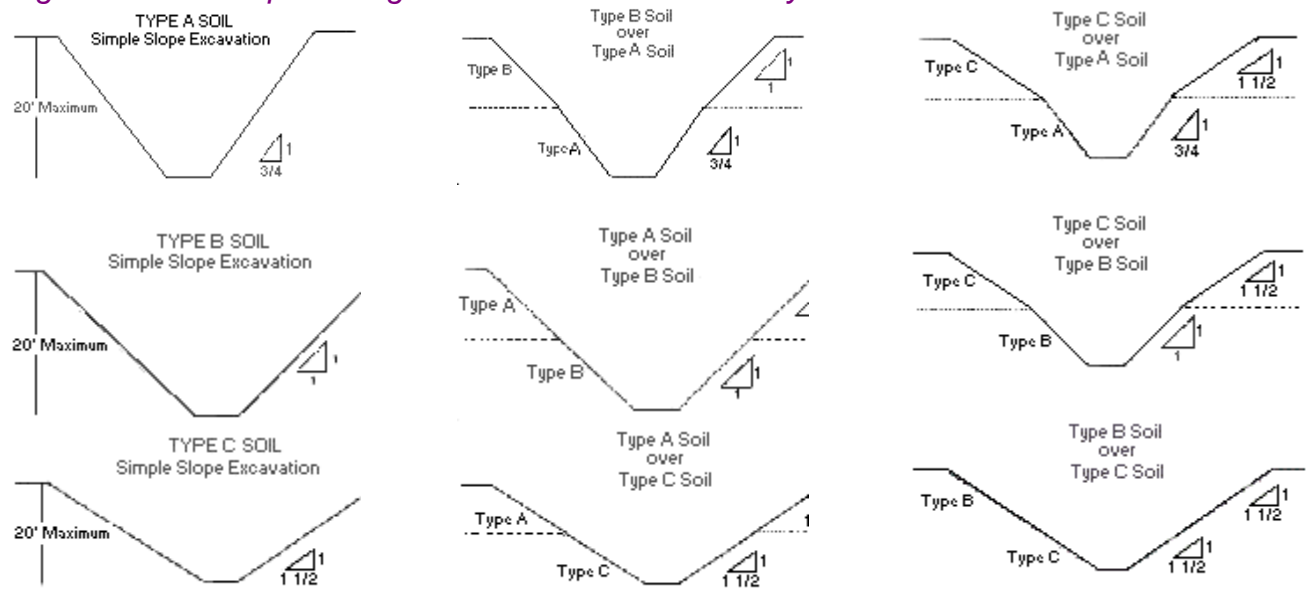 TYPE A SOIL
Simple Slope Excavation
20' Maximum
1
3/4
Type B Soil
over
Type A Soil
Type B
1
1
Type A
1
3/4
Type C Soil
over
Type A Soil
Type C
1
1 1/2
Type A
1
3/4
TYPE B SOIL
Simple Slope Excavation
20' Maximum
1
1
Type A Soil
over
Type B Soil
Type A
Type B
1
1
Type C Soil
over
Type B Soil
Type C
1
1 1/2
Type B
1
1
TYPE C SOIL
Simple Slope Excavation
20' Maximum
1
1 1/2
Type A Soil
over
Type C Soil
Type A
1
Type C
1
1 1/2
Type B Soil
over
Type C Soil
Type B
1
1 1/2
Type C
1
1 1/2